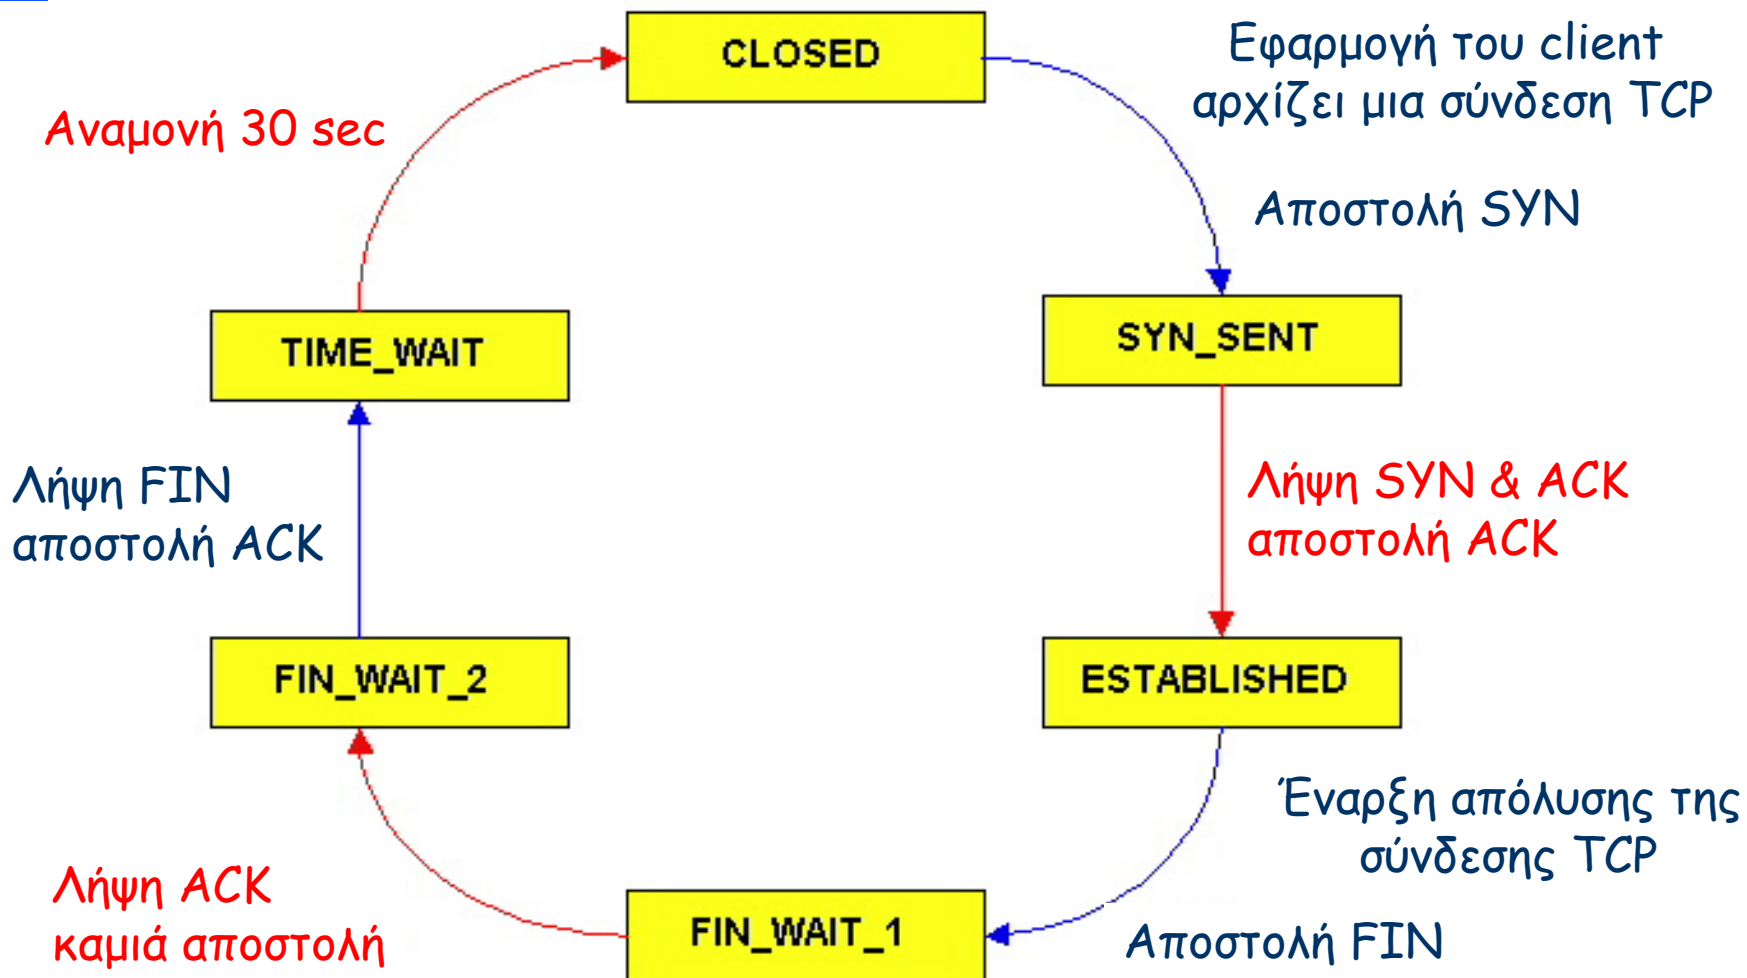 CLOSED
Εφαρμογή του client
αρχίζει μια σύνδεση TCP
Αναμονή 30 sec
Αποστολή SYN
TIME_WAIT
SYN_SENT
Λήψη FIN
αποστολή ACK
Λήψη SYN & ACK
αποστολή ACK
FIN_WAIT_2
ESTABLISHED
Έναρξη απόλυσης της
σύνδεσης TCP
Λήψη ACK
καμιά αποστολή
FIN_WAIT_1
Αποστολή FIN